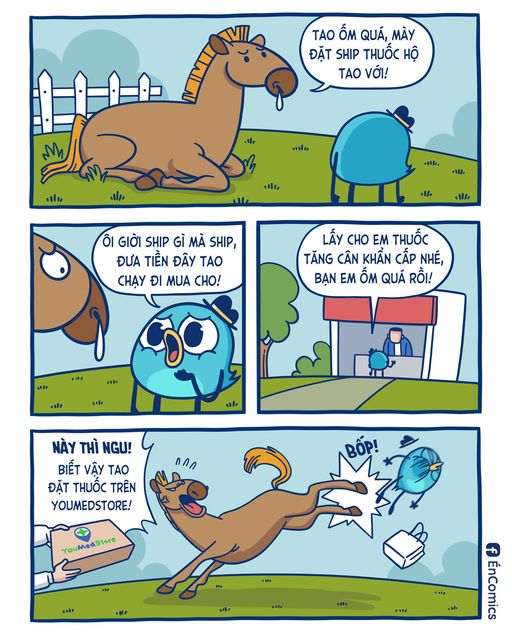 TAO ỐM QUÁ, MÀY
ĐẶT SHIP THUỐC HỘ
TAO VỚI!
ÔI GIỜI SHIP GÌ MÀ SHIP,
ĐƯA TIỀN ĐÂY TAO
CHẠY ĐI MUA CHO!
LẤY CHO EM THUỐC
TĂNG CÂN KHẨN CẤP NHÉ,
BẠN EM ỐM QUÁ RỒI!
NÀY THÌ NGU!
BIẾT VẬY TAO
ĐẶT THUỐC TRÊN
YOUMEDSTORE!
YouMedStore
BỐP!
ÉnComics